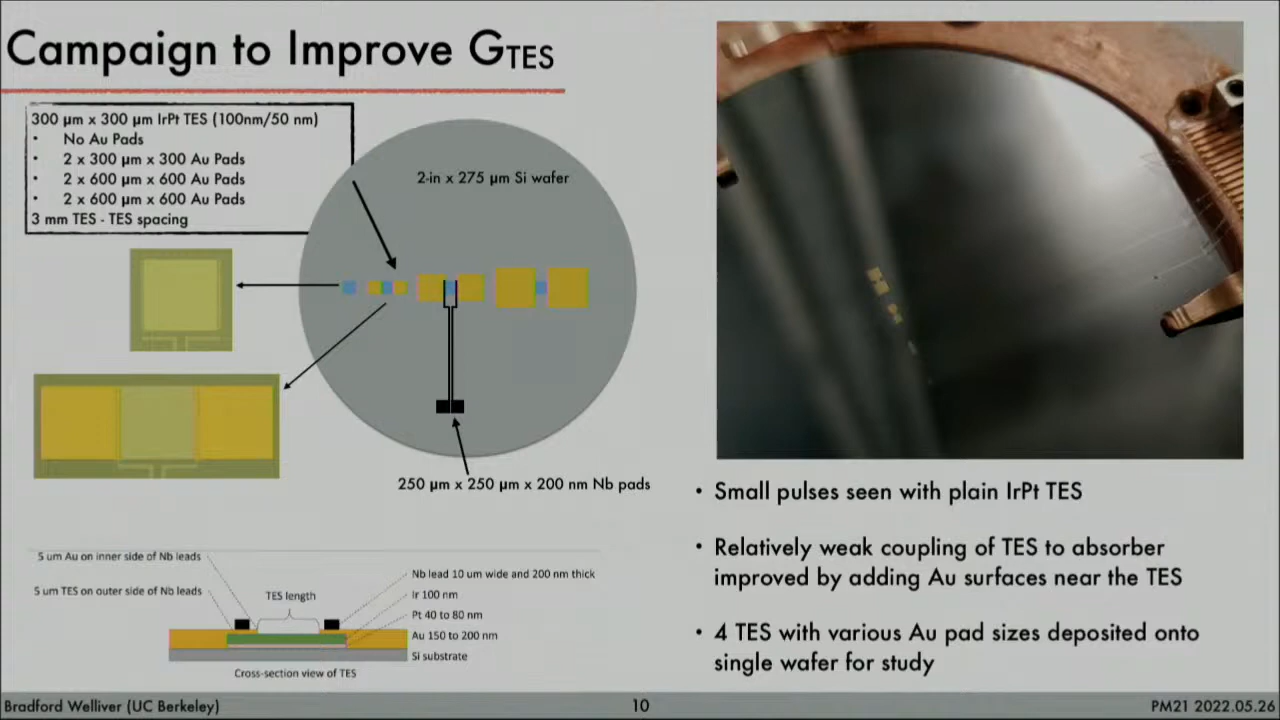 Campaign to Improve GTES
300 μm x 300 μm IrPt TES (100nm/50 nm)
• No Au Pads
• 2 x 300 μm x 300 Au Pads
• 2 x 600 μm x 600 Au Pads
• 2 x 600 μm x 600 Au Pads
3 mm TES - TES spacing
2-in x 275 μm Si wafer
250 μm x 250 μm x 200 nm Nb pads
5 um Au on inner side of Nb leads
5 um TES on outer side of Nb leads
TES length
Nb lead 10 um wide and 200 nm thick
Ir 100 nm
Pt 40 to 80 nm
Au 150 to 200 nm
Si substrate
Cross-section view of TES
• Small pulses seen with plain IrPt TES
• Relatively weak coupling of TES to absorber
improved by adding Au surfaces near the TES
• 4 TES with various Au pad sizes deposited onto
single wafer for study
Bradford Welliver (UC Berkeley)
10
PM21 2022.05.26